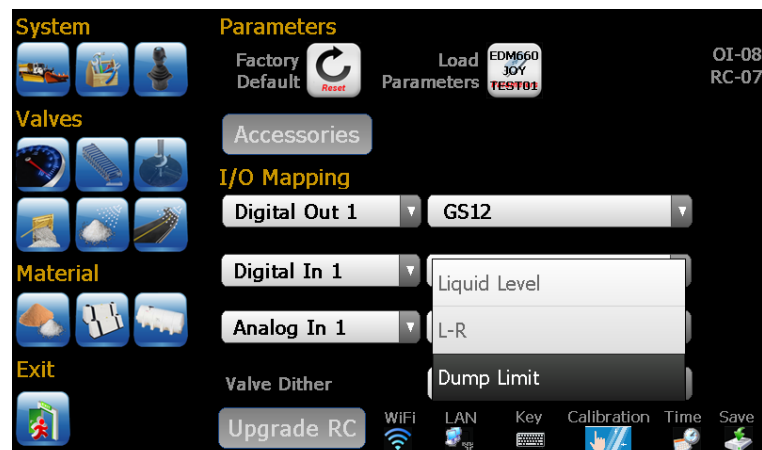 System
Parameters
Factory
Default
Reset
Load
Parameters
EDM660
JOY
TEST01
OI-08
RC-07
Valves
Accessories
I/O Mapping
Digital Out 1
GS12
Material
Digital In 1
Liquid Level
Analog In 1
L-R
Exit
Valve Dither
Dump Limit
Upgrade RC
WiFi
LAN
Key
Calibration
Time
Save